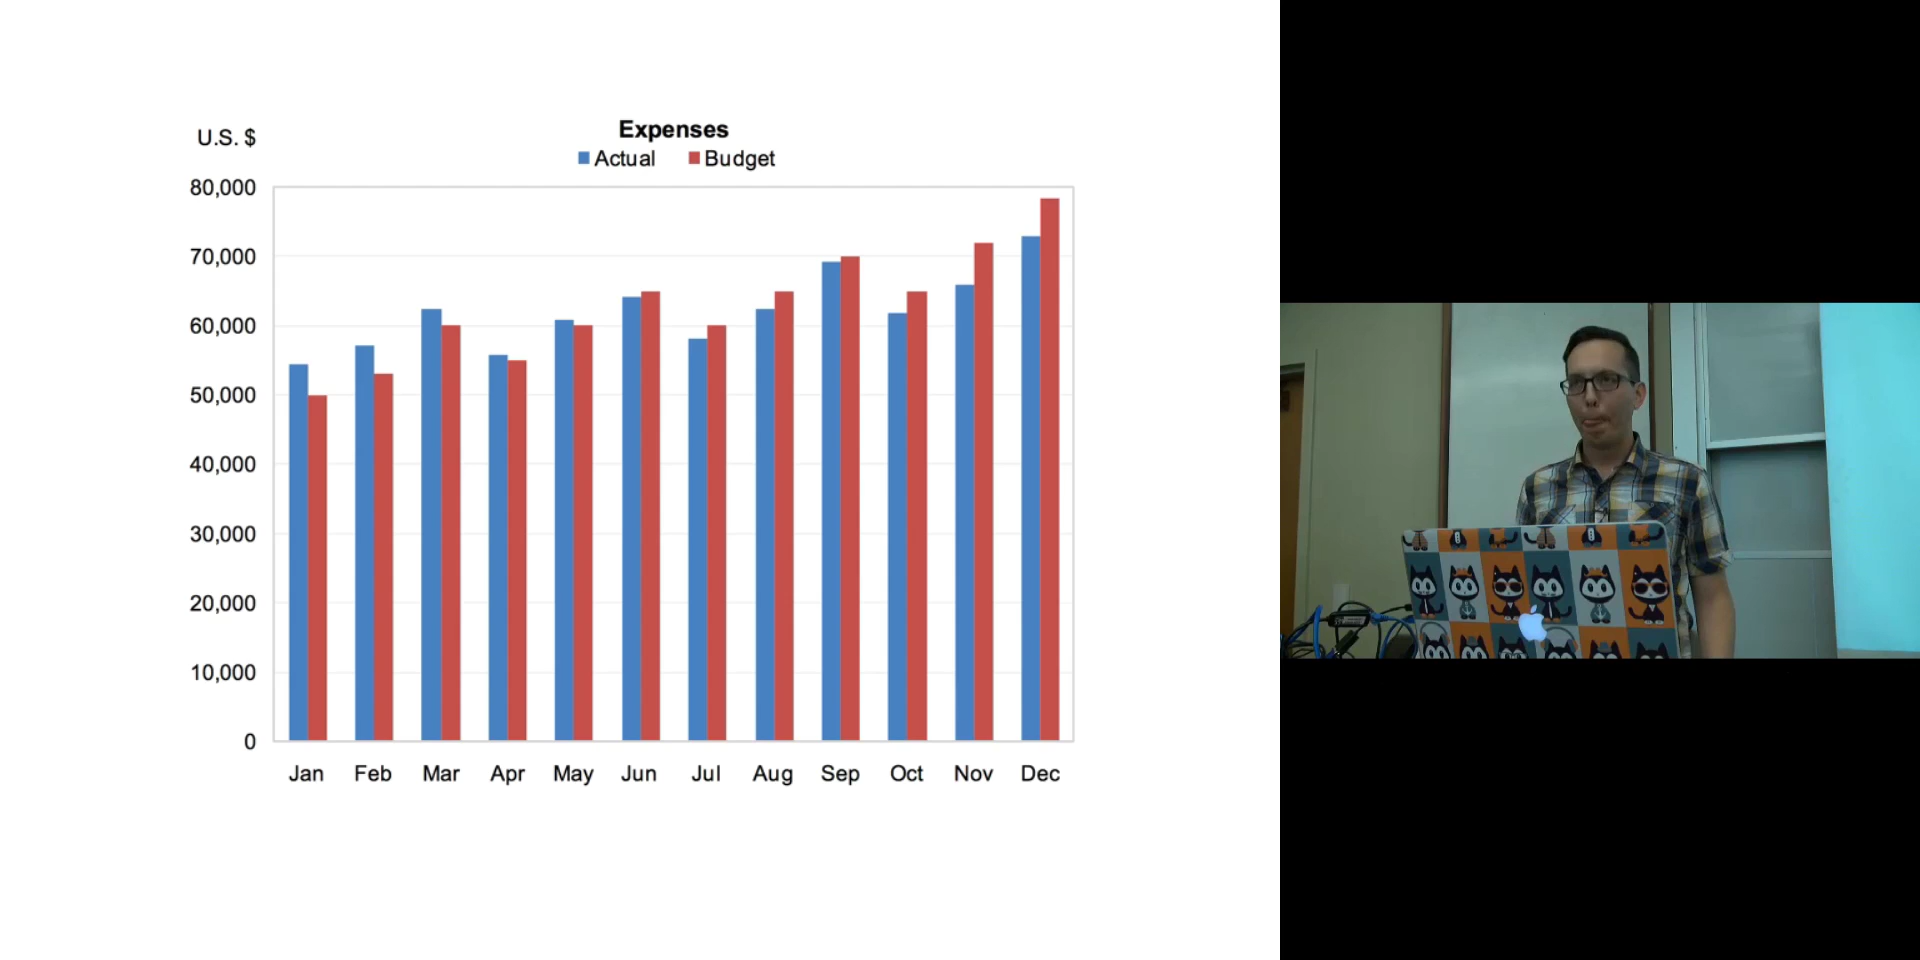 U.S. $
Expenses
Actual Budget
80,000
70,000
60,000
50,000
40,000
30,000
20,000
10,000
0
Jan Feb Mar Apr May Jun Jul Aug Sep Oct Nov Dec